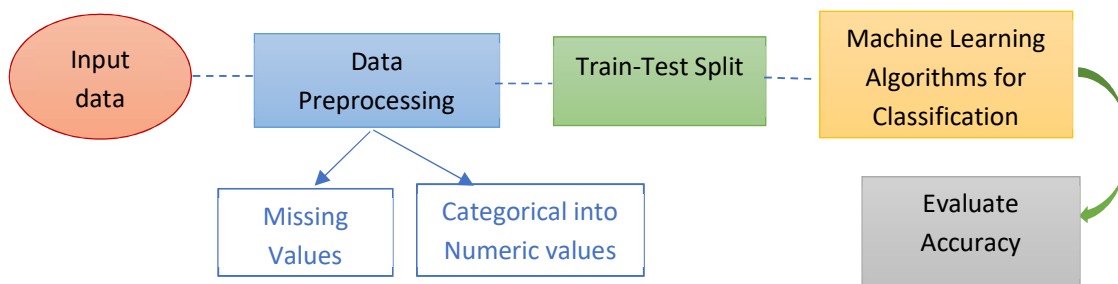 Input
data
Data
Preprocessing
Train-Test Split
Machine Learning
Algorithms for
Classification
Missing
Values
Categorical into
Numeric values
Evaluate
Accuracy